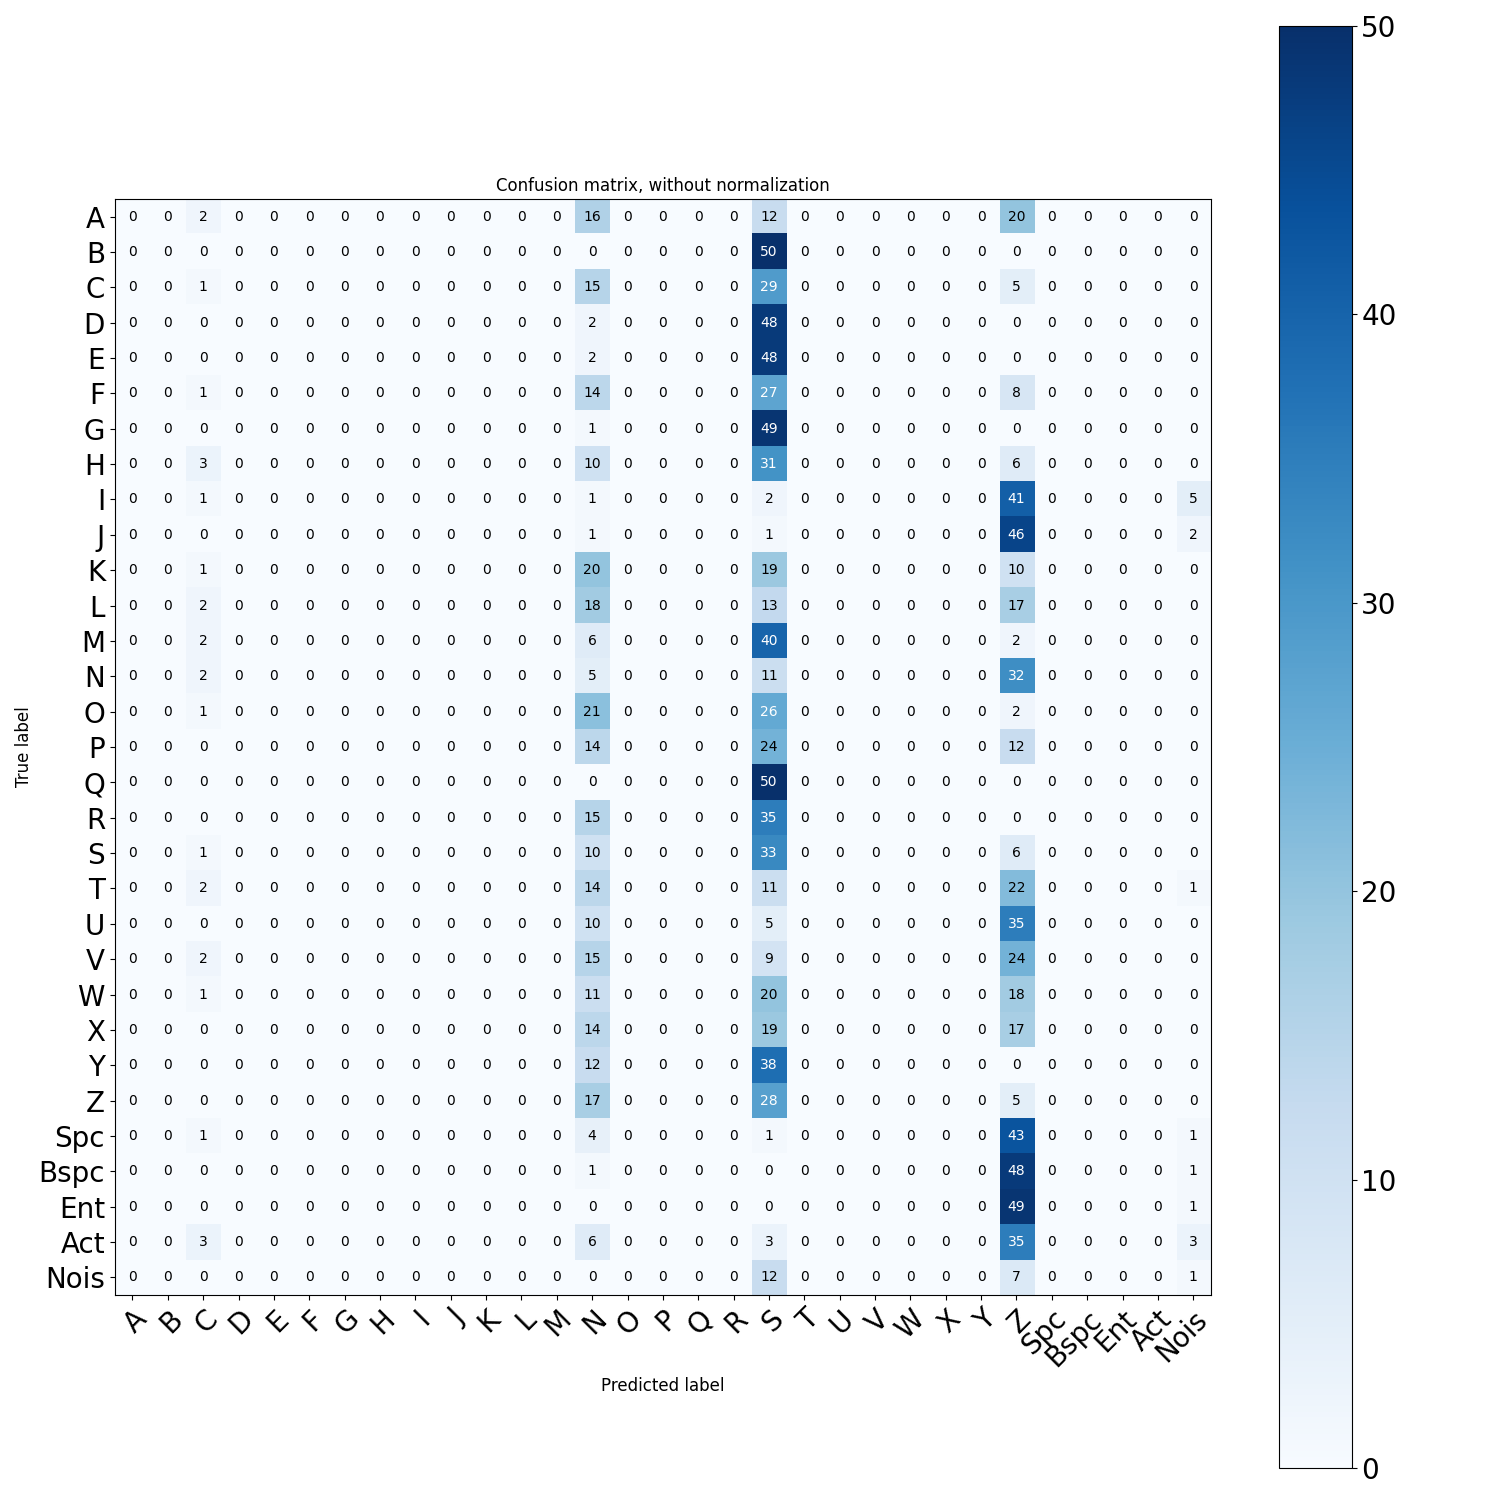 Confusion matrix, without normalization
A 0 0 2 0 0 0 0 0 0 0 0 0 0 16 0 0 0 0 12 0 0 0 0 0 0 20 0 0 0 0 0
B 0 0 0 0 0 0 0 0 0 0 0 0 0 0 0 0 0 0 50 0 0 0 0 0 0 0 0 0 0 0 0
C 0 0 1 0 0 0 0 0 0 0 0 0 0 15 0 0 0 0 29 0 0 0 0 0 0 5 0 0 0 0 0
D 0 0 0 0 0 0 0 0 0 0 0 0 0 2 0 0 0 0 48 0 0 0 0 0 0 0 0 0 0 0 0
E 0 0 0 0 0 0 0 0 0 0 0 0 0 2 0 0 0 0 48 0 0 0 0 0 0 0 0 0 0 0 0
F 0 0 1 0 0 0 0 0 0 0 0 0 0 14 0 0 0 0 27 0 0 0 0 0 0 8 0 0 0 0 0
G 0 0 0 0 0 0 0 0 0 0 0 0 0 1 0 0 0 0 49 0 0 0 0 0 0 0 0 0 0 0 0
H 0 0 3 0 0 0 0 0 0 0 0 0 0 10 0 0 0 0 31 0 0 0 0 0 0 6 0 0 0 0 0
I 0 0 1 0 0 0 0 0 0 0 0 0 0 1 0 0 0 0 2 0 0 0 0 0 0 41 0 0 0 0 5
J 0 0 0 0 0 0 0 0 0 0 0 0 0 1 0 0 0 0 1 0 0 0 0 0 0 46 0 0 0 0 2
K 0 0 1 0 0 0 0 0 0 0 0 0 0 20 0 0 0 0 19 0 0 0 0 0 0 10 0 0 0 0 0
L 0 0 2 0 0 0 0 0 0 0 0 0 0 18 0 0 0 0 13 0 0 0 0 0 0 17 0 0 0 0 0
M 0 0 2 0 0 0 0 0 0 0 0 0 0 6 0 0 0 0 40 0 0 0 0 0 0 2 0 0 0 0 0
N 0 0 2 0 0 0 0 0 0 0 0 0 0 5 0 0 0 0 11 0 0 0 0 0 0 32 0 0 0 0 0
O 0 0 1 0 0 0 0 0 0 0 0 0 0 21 0 0 0 0 26 0 0 0 0 0 0 2 0 0 0 0 0
P 0 0 0 0 0 0 0 0 0 0 0 0 0 14 0 0 0 0 24 0 0 0 0 0 0 12 0 0 0 0 0
Q 0 0 0 0 0 0 0 0 0 0 0 0 0 0 0 0 0 0 50 0 0 0 0 0 0 0 0 0 0 0 0
R 0 0 0 0 0 0 0 0 0 0 0 0 0 15 0 0 0 0 35 0 0 0 0 0 0 0 0 0 0 0 0
S 0 0 1 0 0 0 0 0 0 0 0 0 0 10 0 0 0 0 33 0 0 0 0 0 0 6 0 0 0 0 0
T 0 0 2 0 0 0 0 0 0 0 0 0 0 14 0 0 0 0 11 0 0 0 0 0 0 22 0 0 0 0 1
U 0 0 0 0 0 0 0 0 0 0 0 0 0 10 0 0 0 0 5 0 0 0 0 0 0 35 0 0 0 0 0
V 0 0 2 0 0 0 0 0 0 0 0 0 0 15 0 0 0 0 9 0 0 0 0 0 0 24 0 0 0 0 0
W 0 0 1 0 0 0 0 0 0 0 0 0 0 11 0 0 0 0 20 0 0 0 0 0 0 18 0 0 0 0 0
X 0 0 0 0 0 0 0 0 0 0 0 0 0 14 0 0 0 0 19 0 0 0 0 0 0 17 0 0 0 0 0
Y 0 0 0 0 0 0 0 0 0 0 0 0 0 12 0 0 0 0 38 0 0 0 0 0 0 0 0 0 0 0 0
Z 0 0 0 0 0 0 0 0 0 0 0 0 0 17 0 0 0 0 28 0 0 0 0 0 0 5 0 0 0 0 0
Spc 0 0 1 0 0 0 0 0 0 0 0 0 0 4 0 0 0 0 1 0 0 0 0 0 0 43 0 0 0 0 1
Bspc 0 0 0 0 0 0 0 0 0 0 0 0 0 1 0 0 0 0 0 0 0 0 0 0 0 48 0 0 0 0 1
Ent 0 0 0 0 0 0 0 0 0 0 0 0 0 0 0 0 0 0 0 0 0 0 0 0 0 49 0 0 0 0 1
Act 0 0 3 0 0 0 0 0 0 0 0 0 0 6 0 0 0 0 3 0 0 0 0 0 0 35 0 0 0 0 3
Nois 0 0 0 0 0 0 0 0 0 0 0 0 0 0 0 0 0 0 12 0 0 0 0 0 0 7 0 0 0 0 1
A B C D E F G H I J K L M N O P Q R S T U V W X Y Z Spc Bspc Ent Act Nois
Predicted label
True label
50
40
30
20
10
0